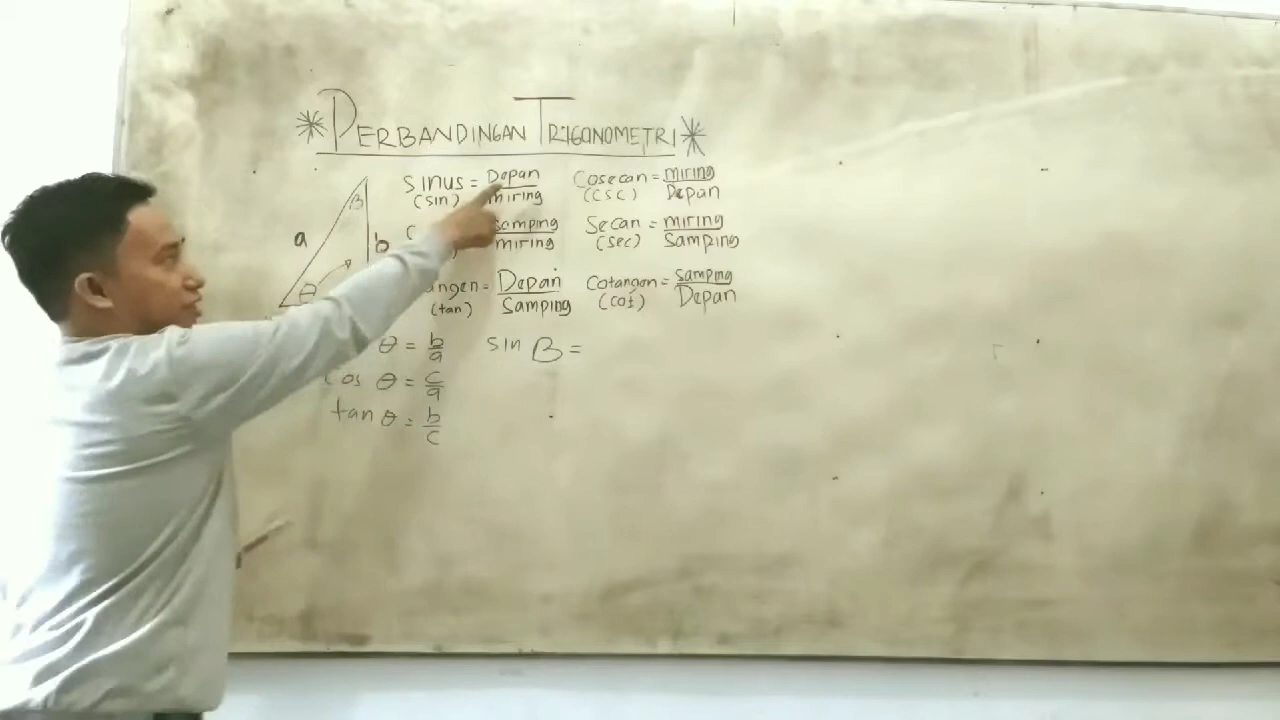 *PERBANDINGAN TRIGONOMETRI*
Sinus = Depan/miring Cosecan = miring/Depan
(sin) (csc)
samping/miring Secan = miring/Samping
(sec)
angen = Depan/Samping Cotangen = samping/Depan
(tan) (cot)
B
a
b
θ
θ = b/a sin B =
Cos θ = c/a
tan θ = b/c